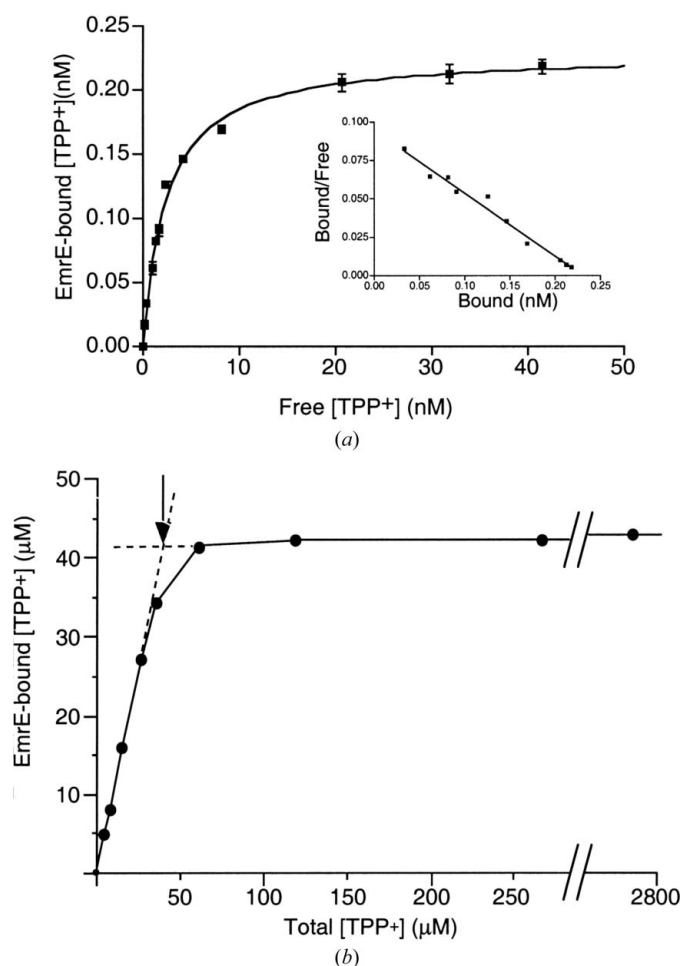 EmrE-bound [TPP+](nM)
0.25
0.20
0.15
0.10
0.05
0.00
0 10 20 30 40 50
Free [TPP+] (nM)
Bound/Free
0.100
0.075
0.050
0.025
0.000
0.00 0.05 0.10 0.15 0.20 0.25
Bound (nM)
(a)
EmrE-bound [TPP+] (μM)
50
40
30
20
10
50 100 150 200 250 2800
Total [TPP+] (μM)
(b)